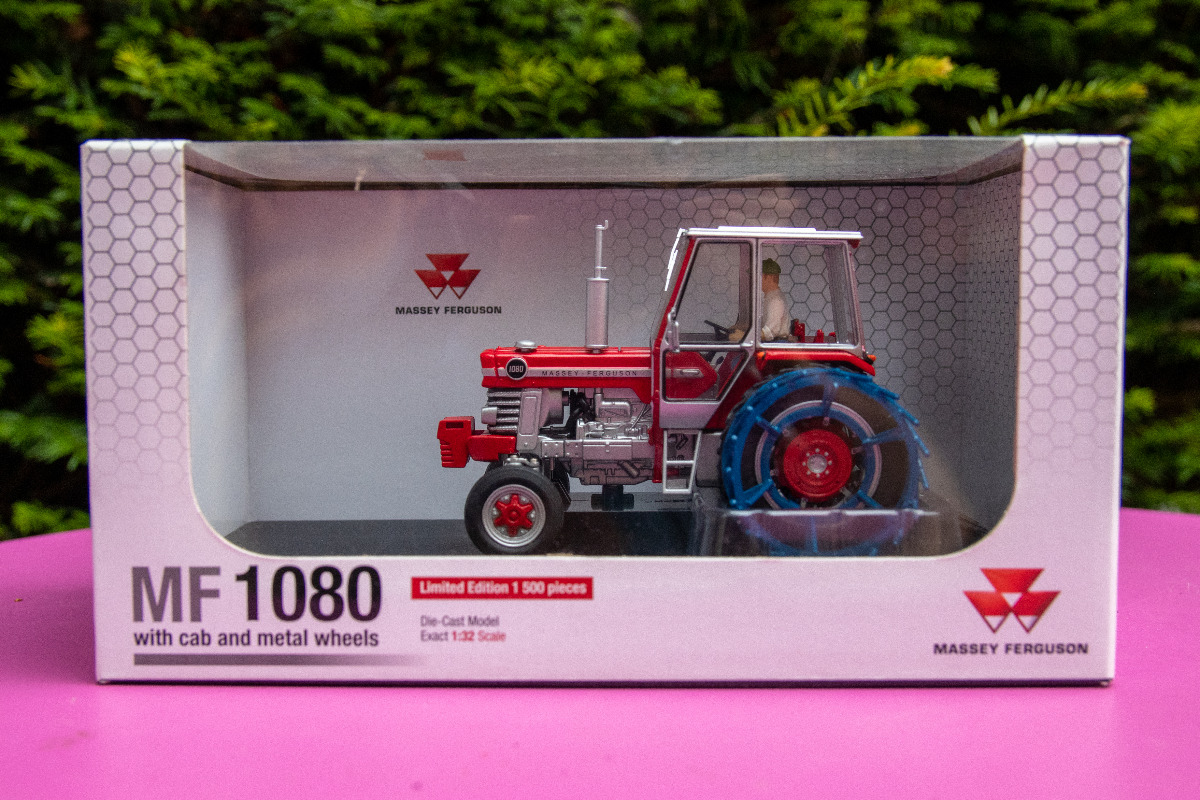 MASSEY FERGUSON
1080
MASSEY-FERGUSON
MF 1080
with cab and metal wheels
Limited Edition 1 500 pieces
Die-Cast Model
Exact 1:32 Scale
MASSEY FERGUSON